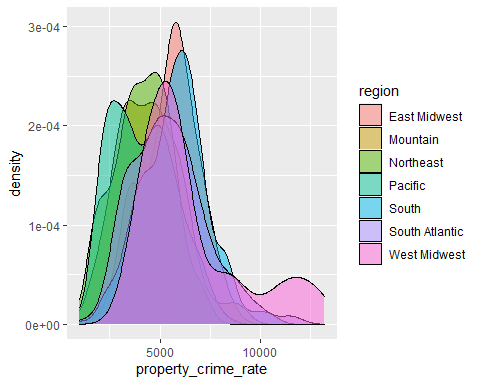 3e-04
2e-04
1e-04
0e+00
density
5000 10000
property_crime_rate
region
East Midwest
Mountain
Northeast
Pacific
South
South Atlantic
West Midwest